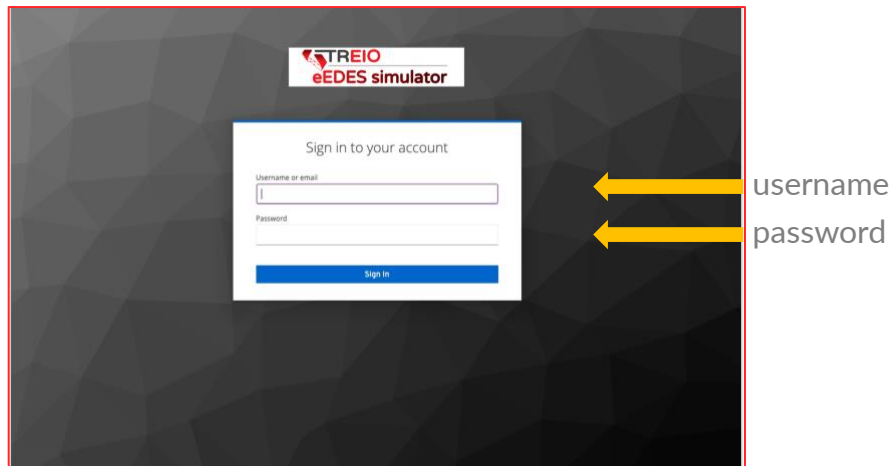 TREIO
eEDES simulator
Sign in to your account
Username or email
username
Password
password
Sign In